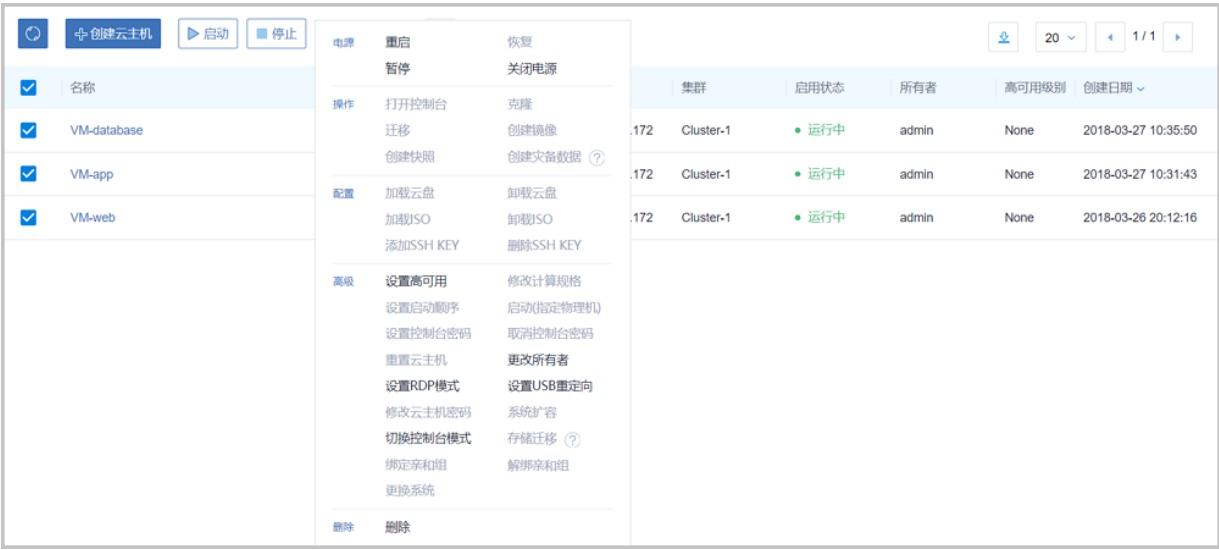 创建云主机 启动 停止 20 1/1
名称 集群 启用状态 所有者 高可用级别 创建日期
VM-database .172 Cluster-1 运行中 admin None 2018-03-27 10:35:50
VM-app .172 Cluster-1 运行中 admin None 2018-03-27 10:31:43
VM-web .172 Cluster-1 运行中 admin None 2018-03-26 20:12:16
电源 重启 恢复
暂停 关闭电源
操作 打开控制台 克隆
迁移 创建镜像
创建快照 创建灾备数据 ?
配置 加载云盘 卸载云盘
加载ISO 卸载ISO
添加SSH KEY 删除SSH KEY
高级 设置高可用 修改计算规格
设置启动顺序 启动(指定物理机)
设置控制台密码 取消控制台密码
重置云主机 更改所有者
设置RDP模式 设置USB重定向
修改云主机密码 系统扩容
切换控制台模式 存储迁移 ?
绑定亲和组 解绑亲和组
更换系统
删除 删除